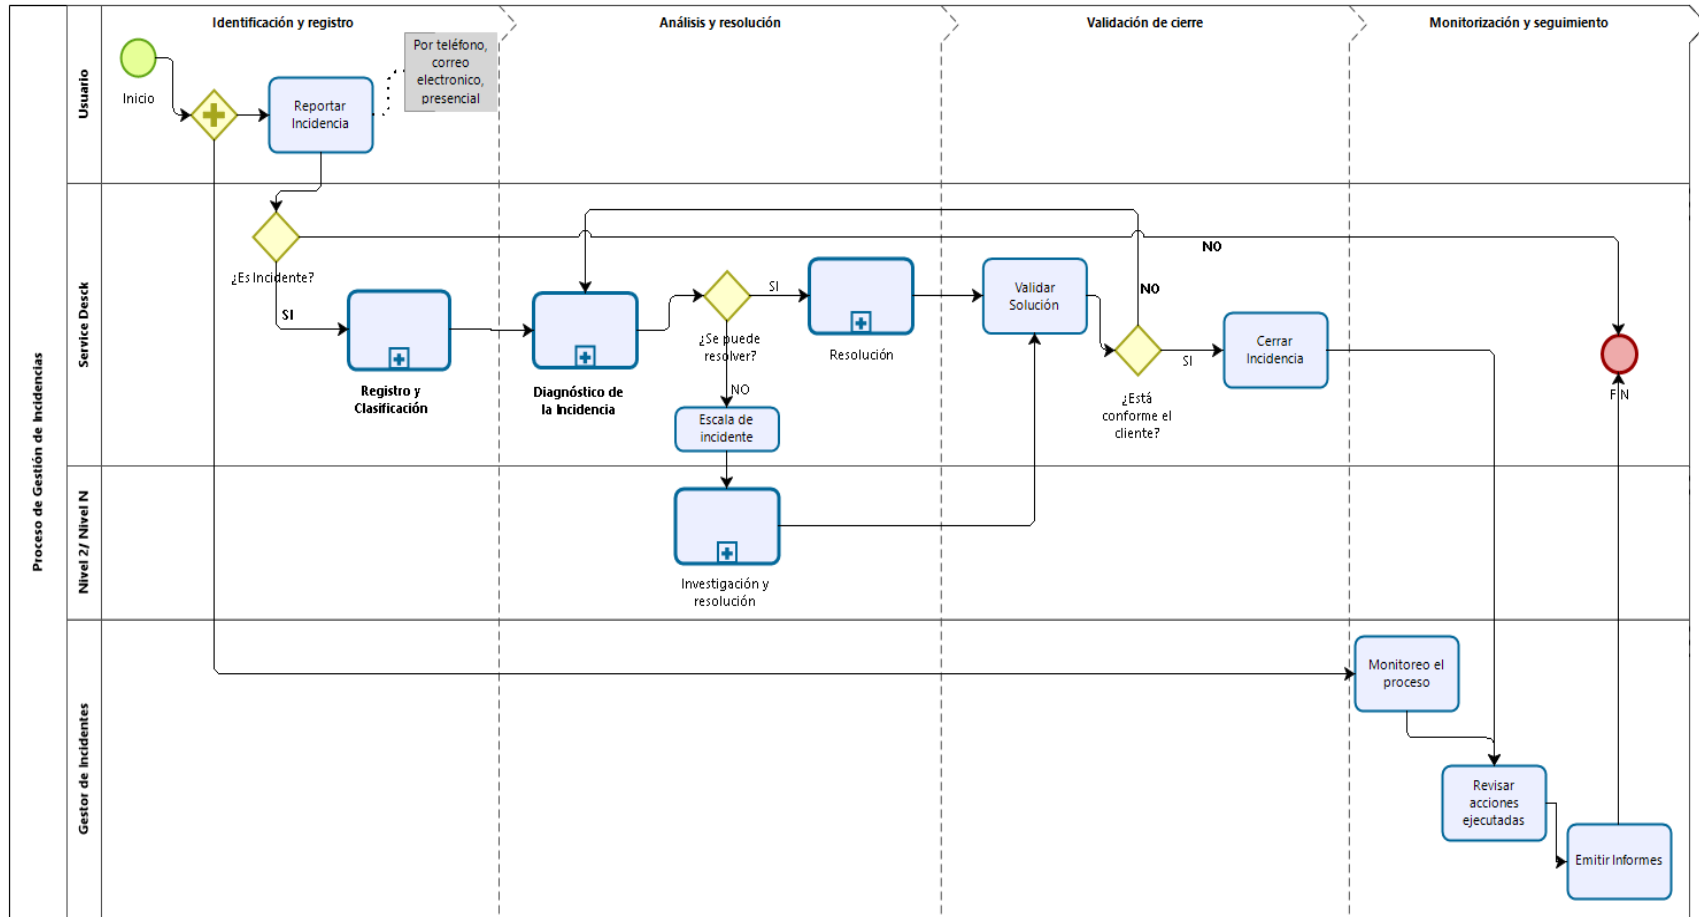 Identificación y registro
Análisis y resolución
Validación de cierre
Monitorización y seguimiento
Proceso de Gestión de Incidencias
Usuario
Inicio
Reportar
Incidencia
Por teléfono,
correo
electronico,
presencial
Service Desck
¿Es Incidente?
SI
NO
Registro y
Clasificación
Diagnóstico de
la Incidencia
¿Se puede
resolver?
SI
NO
Resolución
Escala de
incidente
Validar
Solución
NO
SI
¿Está
conforme el
cliente?
Cerrar
Incidencia
FIN
Nivel 2/ Nivel N
Investigación y
resolución
Gestor de Incidentes
Monitoreo el
proceso
Revisar
acciones
ejecutadas
Emitir Informes